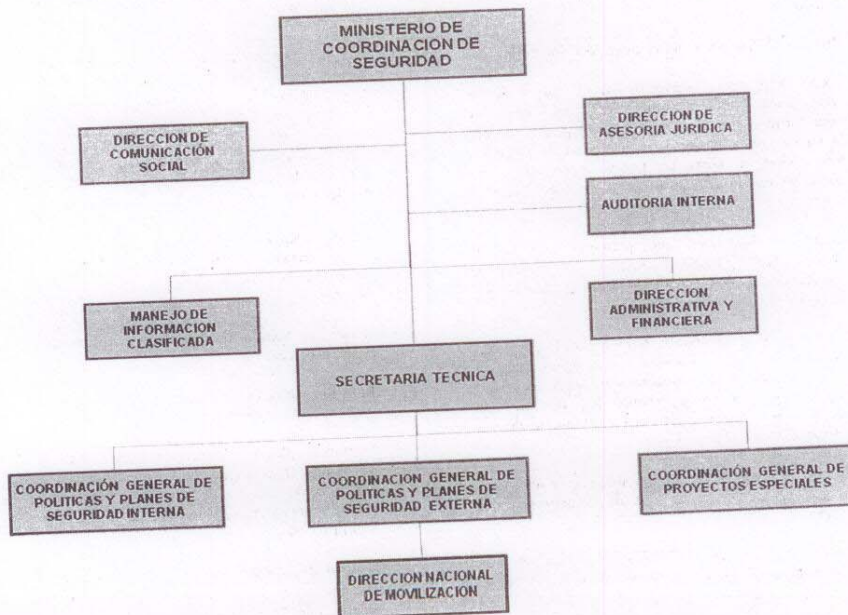 MINISTERIO DE
COORDINACION DE
SEGURIDAD
DIRECCION DE
COMUNICACIÓN
SOCIAL
DIRECCION DE
ASESORIA JURIDICA
AUDITORIA INTERNA
MANEJO DE
INFORMACION
CLASIFICADA
DIRECCION
ADMINISTRATIVA Y
FINANCIERA
SECRETARIA TECNICA
COORDINACIÓN GENERAL DE
POLITICAS Y PLANES DE
SEGURIDAD INTERNA
COORDINACION GENERAL DE
POLITICAS Y PLANES DE
SEGURIDAD EXTERNA
COORDINACIÓN GENERAL DE
PROYECTOS ESPECIALES
DIRECCION NACIONAL
DE MOVILIZACION